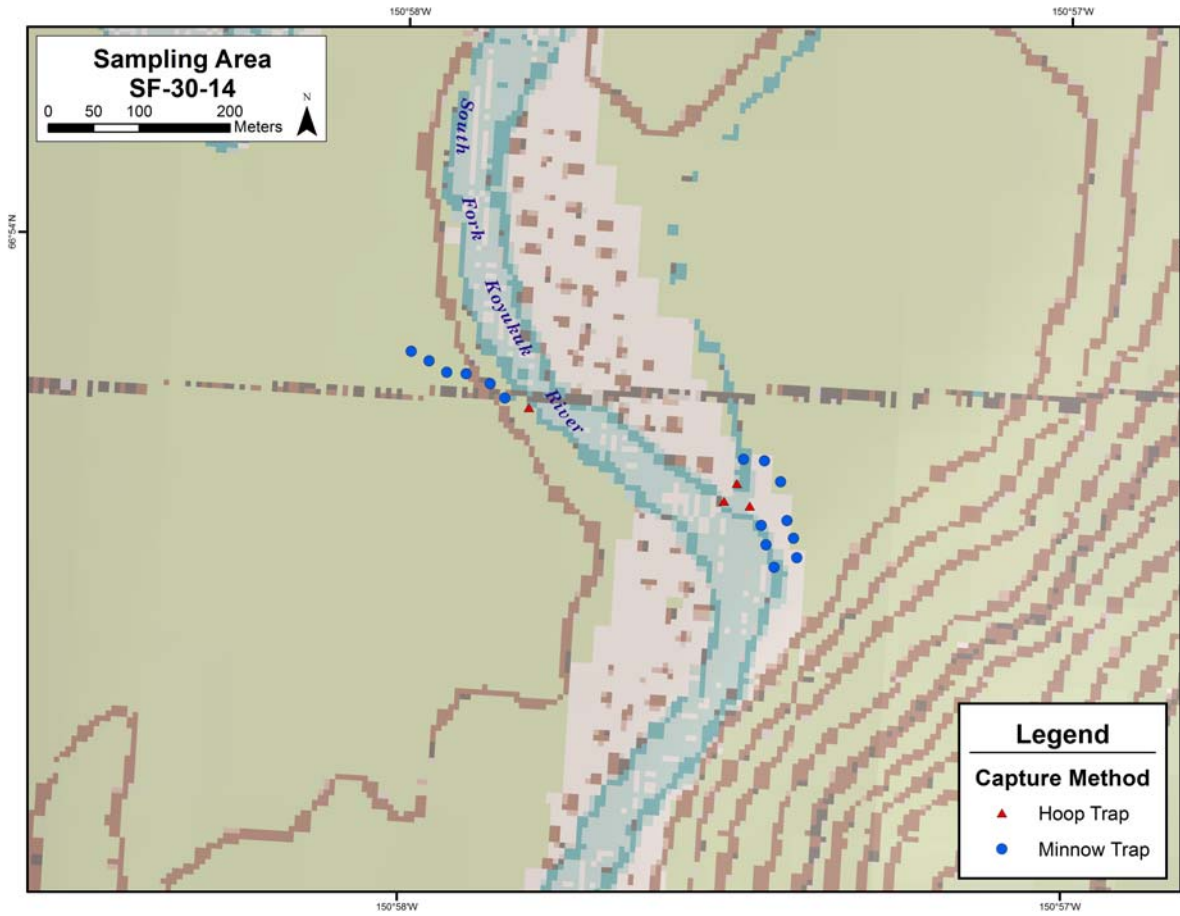 150°58'W
150°57'W
Sampling Area
SF-30-14
0 50 100 200
Meters
N
66°54'N
South
Fork
Koyukuk
River
Legend
Capture Method
Hoop Trap
Minnow Trap
150°58'W
150°57'W